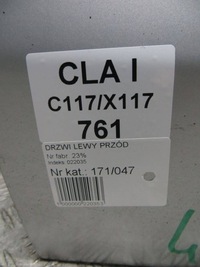 CLA I
C117/X117
761
DRZWI LEWY PRZÓD
Nr fabr. 23%
Indeks: 022035
Nr kat.: 171/047